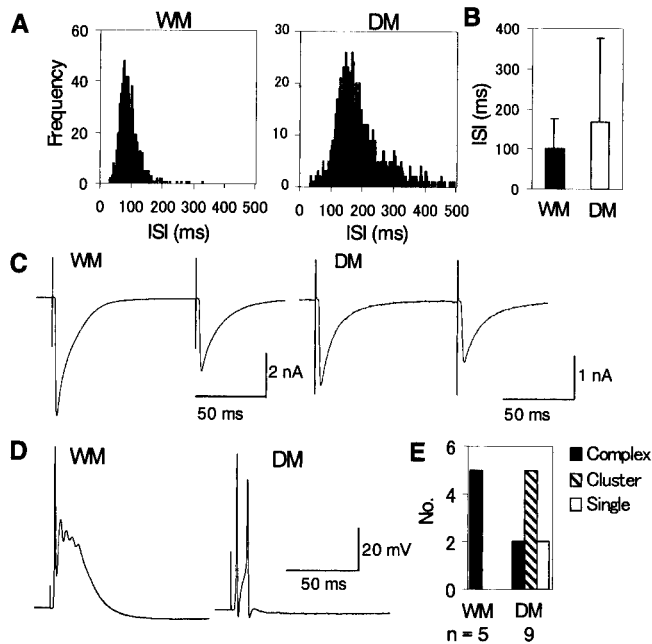 A
WM
DM
B
Frequency
60
40
20
0
0 100 200 300 400 500
ISI (ms)
30
20
10
0
0 100 200 300 400 500
ISI (ms)
ISI (ms)
400
300
200
100
0
WM DM
C
WM
DM
2 nA
50 ms
1 nA
50 ms
D
WM
DM
20 mV
50 ms
E
No.
6
4
2
0
Complex
Cluster
Single
WM DM
n = 5 9